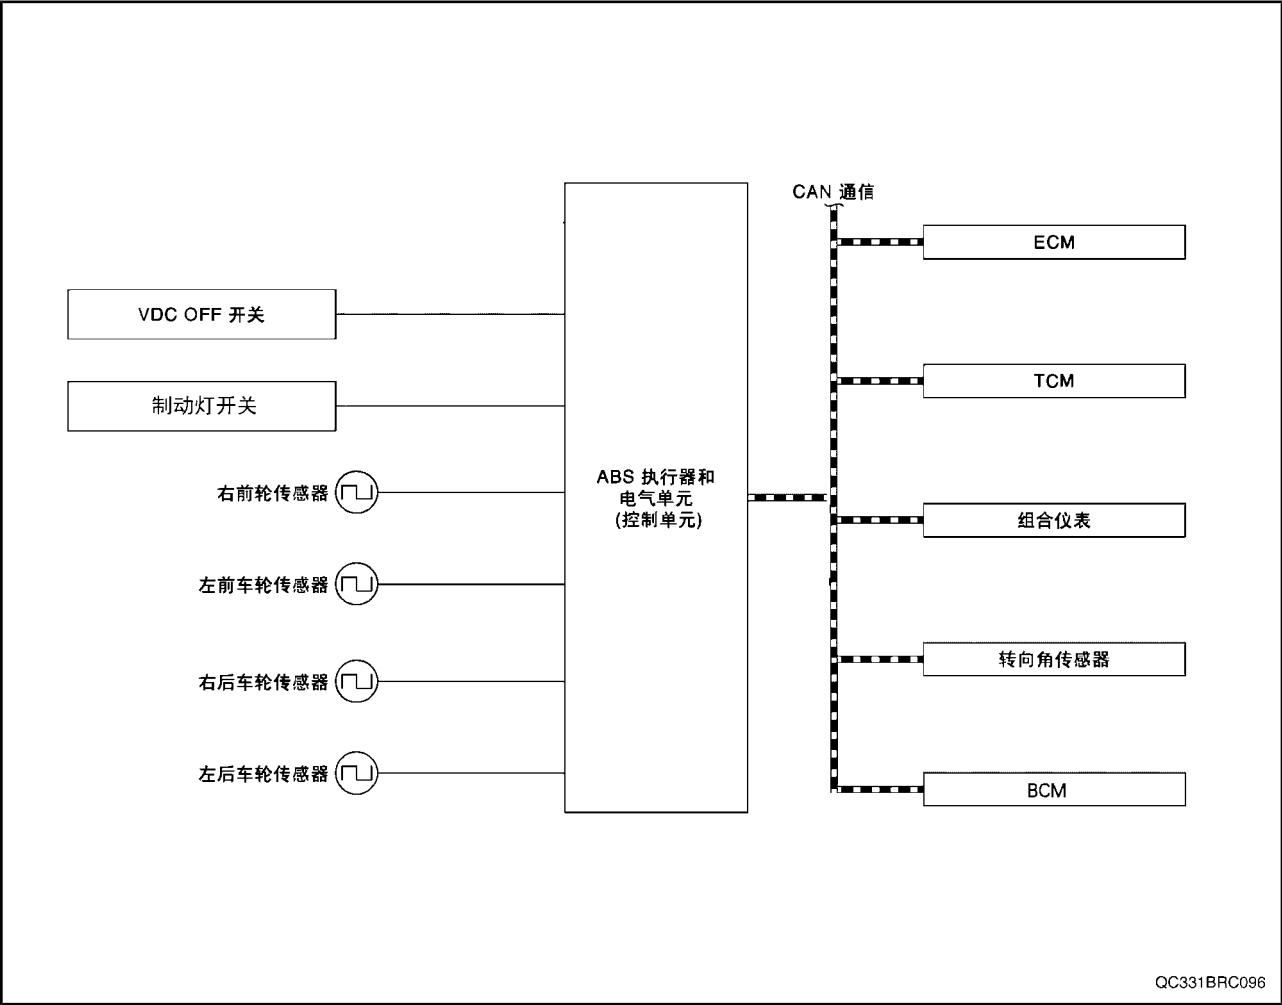 CAN 通信
ECM
VDC OFF 开关
TCM
制动灯开关
ABS 执行器和
电气单元
(控制单元)
右前轮传感器
组合仪表
左前车轮传感器
右后车轮传感器
转向角传感器
左后车轮传感器
BCM
QC331BRC096